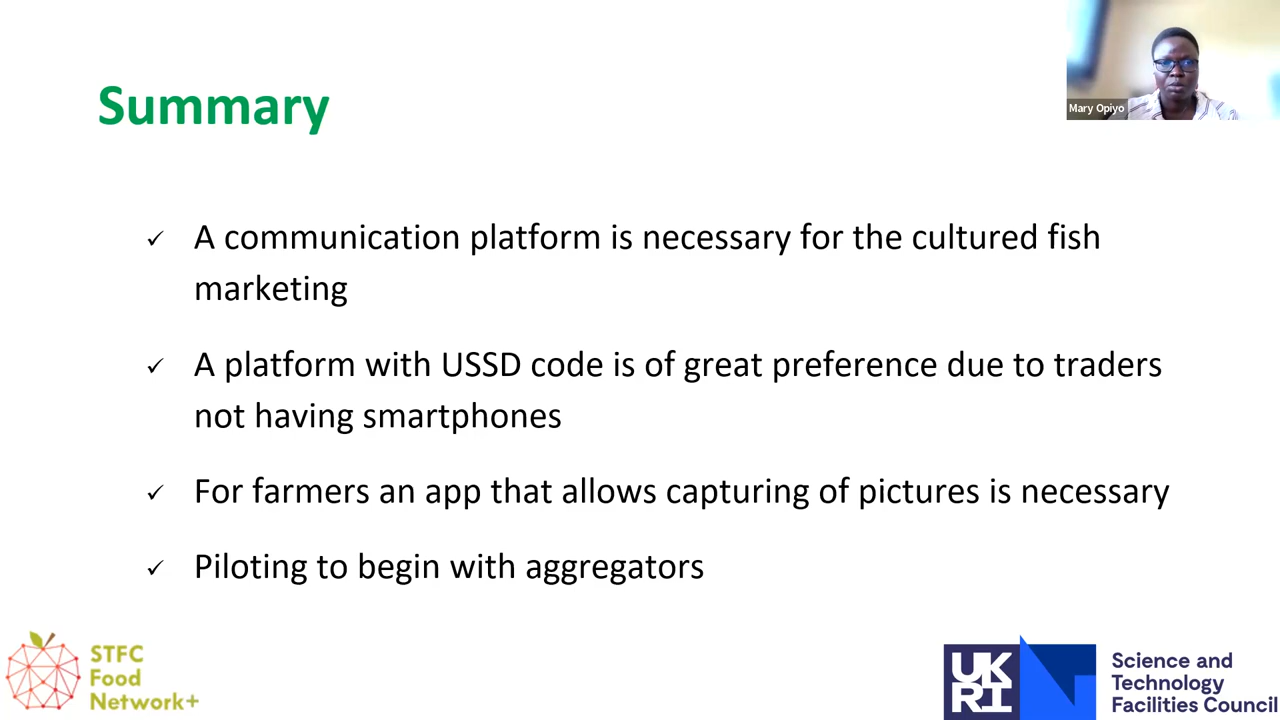 Mary Opiyo
Summary
✓ A communication platform is necessary for the cultured fish
marketing
✓ A platform with USSD code is of great preference due to traders
not having smartphones
✓ For farmers an app that allows capturing of pictures is necessary
✓ Piloting to begin with aggregators
STFC
Food
Network+
UK
RI
Science and
Technology
Facilities Council